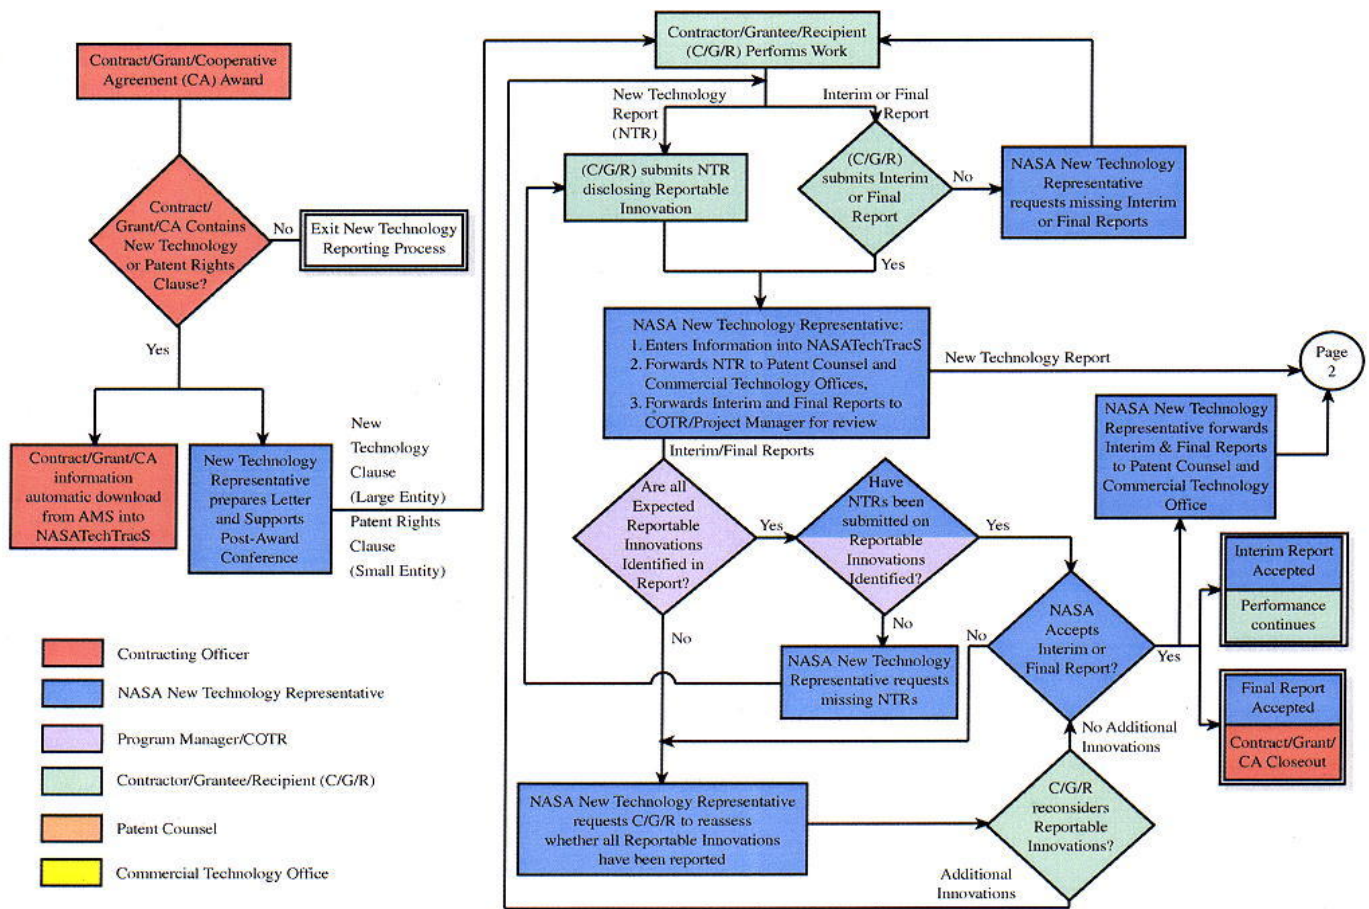 Contract/Grant/Cooperative
Agreement (CA) Award
Contract/
Grant/CA Contains
New Technology
or Patent Rights
Clause?
No
Exit New Technology
Reporting Process
Yes
Contract/Grant/CA
information
automatic download
from AMS into
NASATechTracS
New Technology
Representative
prepares Letter
and Supports
Post-Award
Conference
New
Technology
Clause
(Large Entity)
Patent Rights
Clause
(Small Entity)
Contractor/Grantee/Recipient
(C/G/R) Performs Work
New Technology
Report
(NTR)
Interim or Final
Report
(C/G/R) submits NTR
disclosing Reportable
Innovation
(C/G/R)
submits Interim
or Final
Report
No
NASA New Technology
Representative
requests missing Interim
or Final Reports
Yes
NASA New Technology Representative:
1. Enters Information into NASATechTracS
2. Forwards NTR to Patent Counsel and
Commercial Technology Offices,
3. Forwards Interim and Final Reports to
COTR/Project Manager for review
New Technology Report
Page
2
Interim/Final Reports
Are all
Expected
Reportable
Innovations
Identified in
Report?
Yes
Have
NTRs been
submitted on
Reportable
Innovations
Identified?
Yes
NASA New Technology
Representative forwards
Interim & Final Reports
to Patent Counsel and
Commercial Technology
Office
No
No
NASA New Technology
Representative requests
missing NTRs
No
NASA
Accepts
Interim or
Final Report?
Yes
Interim Report
Accepted
Performance
continues
Final Report
Accepted
Contract/Grant/
CA Closeout
No Additional
Innovations
NASA New Technology Representative
requests C/G/R to reassess
whether all Reportable Innovations
have been reported
C/G/R
reconsiders
Reportable
Innovations?
Additional
Innovations
Contracting Officer
NASA New Technology Representative
Program Manager/COTR
Contractor/Grantee/Recipient (C/G/R)
Patent Counsel
Commercial Technology Office